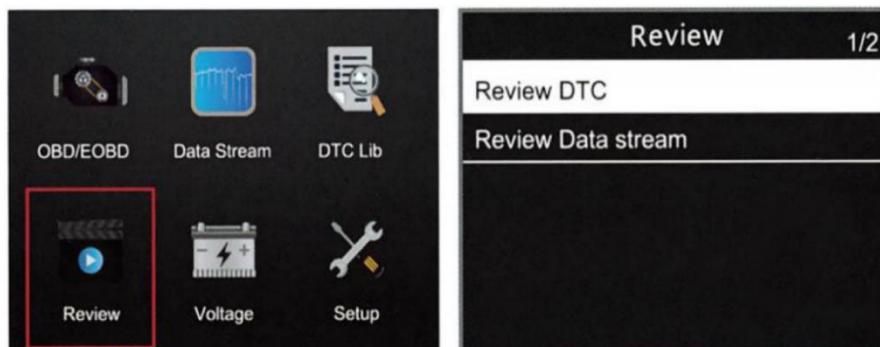 OBD/EOBD
Data Stream
DTC Lib
Review
Voltage
Setup
Review
1/2
Review DTC
Review Data stream